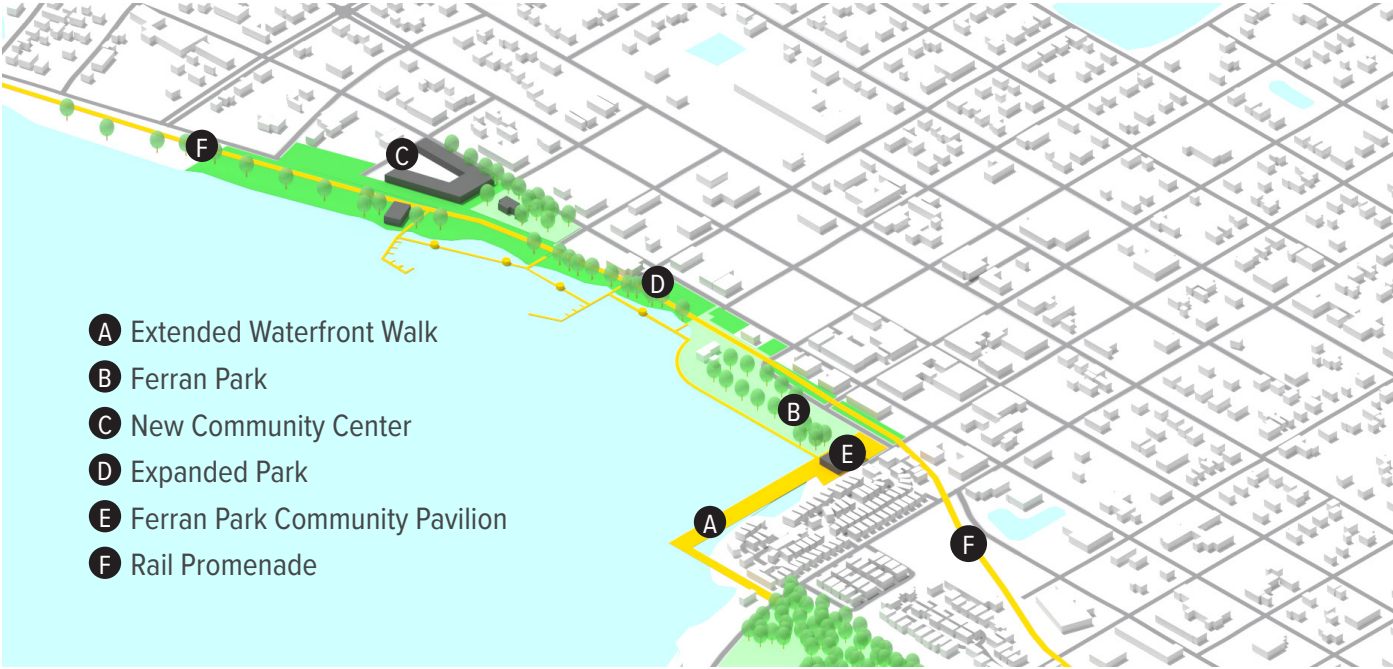 F
C
D
B
E
A
F
A Extended Waterfront Walk
B Ferran Park
C New Community Center
D Expanded Park
E Ferran Park Community Pavilion
F Rail Promenade